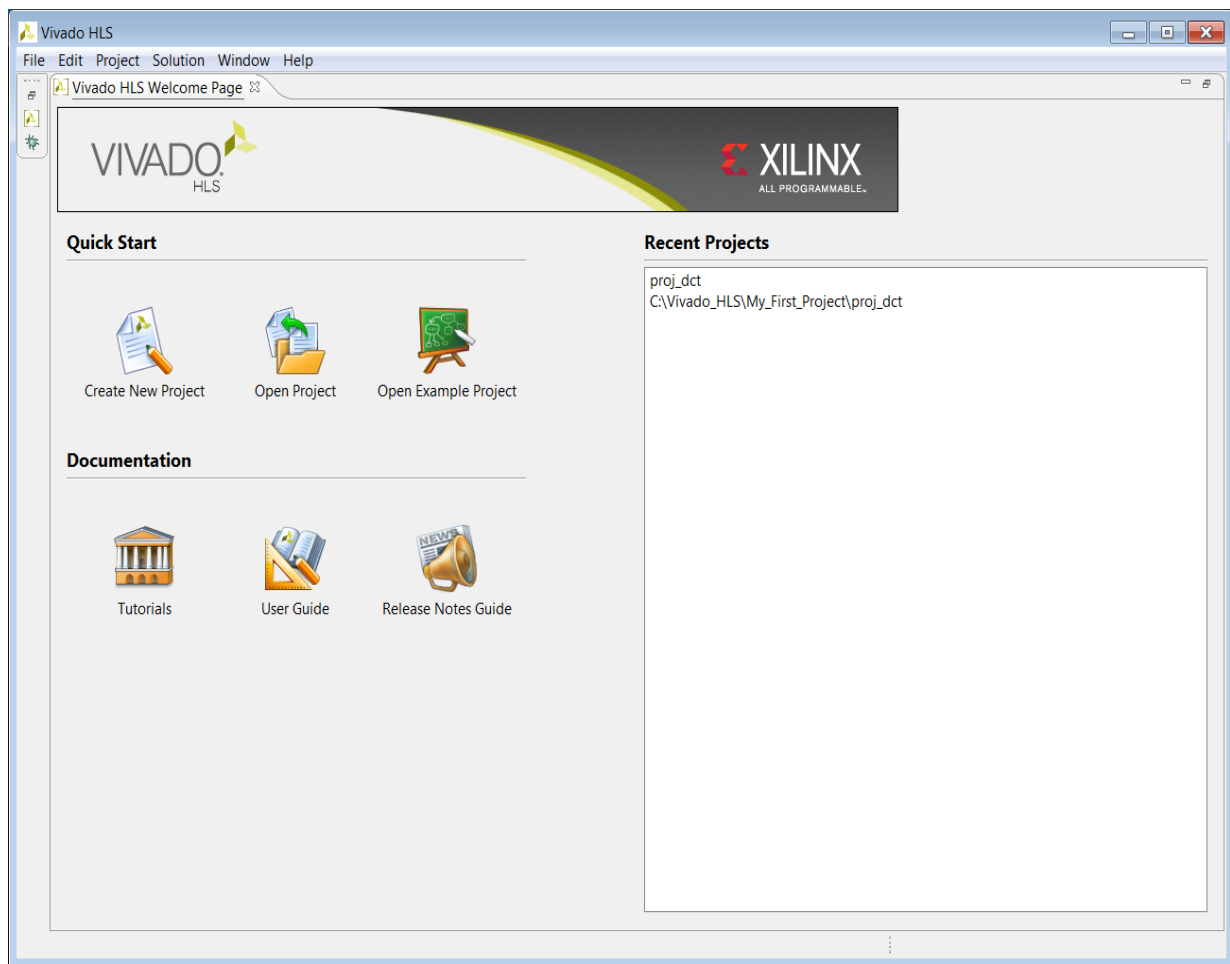 Vivado HLS
File Edit Project Solution Window Help
Vivado HLS Welcome Page
VIVADO.
HLS
XILINX
ALL PROGRAMMABLE™
Quick Start
Create New Project Open Project Open Example Project
Documentation
NEWS
Tutorials User Guide Release Notes Guide
Recent Projects
proj_dct
C:\Vivado_HLS\My_First_Project\proj_dct